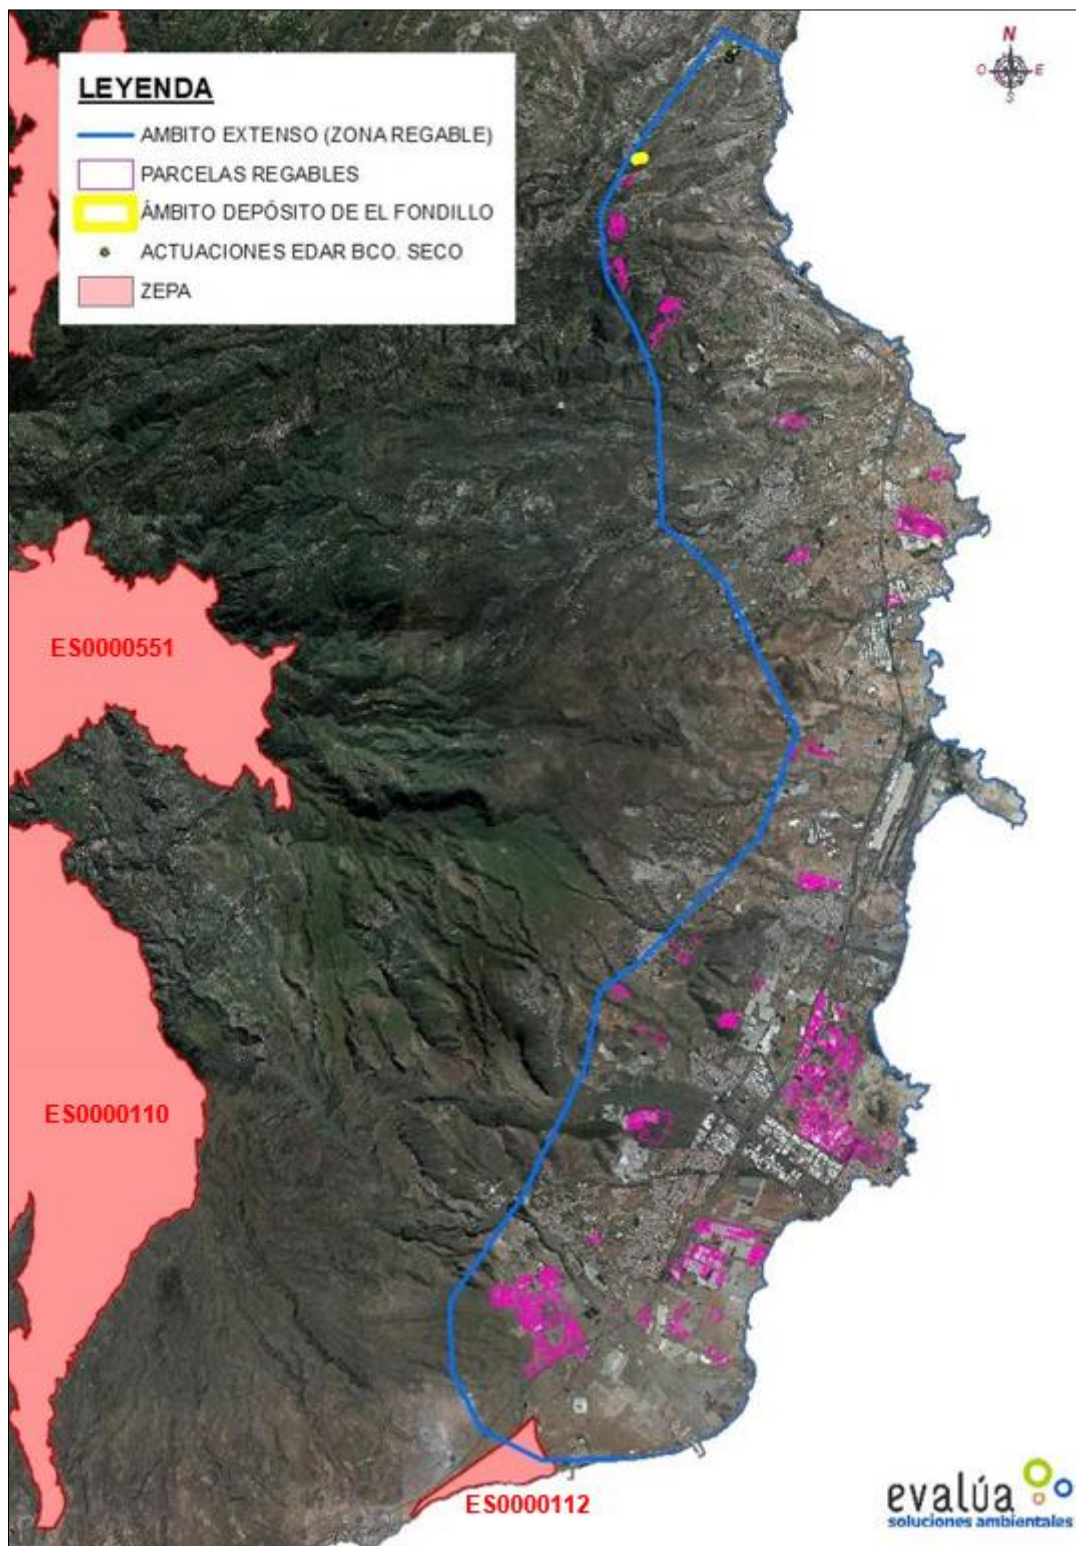 N
O E
S
LEYENDA
AMBITO EXTENSO (ZONA REGABLE)
PARCELAS REGABLES
ÁMBITO DEPÓSITO DE EL FONDILLO
ACTUACIONES EDAR BCO. SECO
ZEPA
ES0000551
ES0000110
ES0000112
evalúa
soluciones ambientales